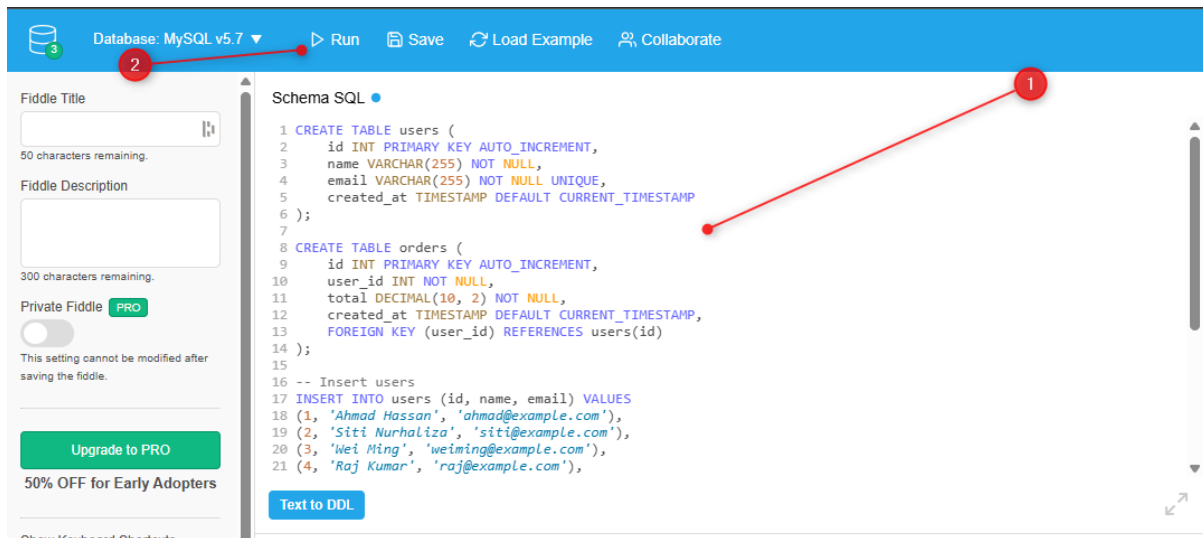 3
Database: MySQL v5.7
Run
Save
Load Example
Collaborate
2
1
Fiddle Title
50 characters remaining.
Fiddle Description
300 characters remaining.
Private Fiddle PRO
This setting cannot be modified after
saving the fiddle.
Upgrade to PRO
50% OFF for Early Adopters
Show Keyboard Shortcuts
Schema SQL
1 CREATE TABLE users (
2     id INT PRIMARY KEY AUTO_INCREMENT,
3     name VARCHAR(255) NOT NULL,
4     email VARCHAR(255) NOT NULL UNIQUE,
5     created_at TIMESTAMP DEFAULT CURRENT_TIMESTAMP
6 );
7
8 CREATE TABLE orders (
9     id INT PRIMARY KEY AUTO_INCREMENT,
10     user_id INT NOT NULL,
11     total DECIMAL(10, 2) NOT NULL,
12     created_at TIMESTAMP DEFAULT CURRENT_TIMESTAMP,
13     FOREIGN KEY (user_id) REFERENCES users(id)
14 );
15
16 -- Insert users
17 INSERT INTO users (id, name, email) VALUES
18 (1, 'Ahmad Hassan', 'ahmad@example.com'),
19 (2, 'Siti Nurhaliza', 'siti@example.com'),
20 (3, 'Wei Ming', 'weiming@example.com'),
21 (4, 'Raj Kumar', 'raj@example.com'),
Text to DDL